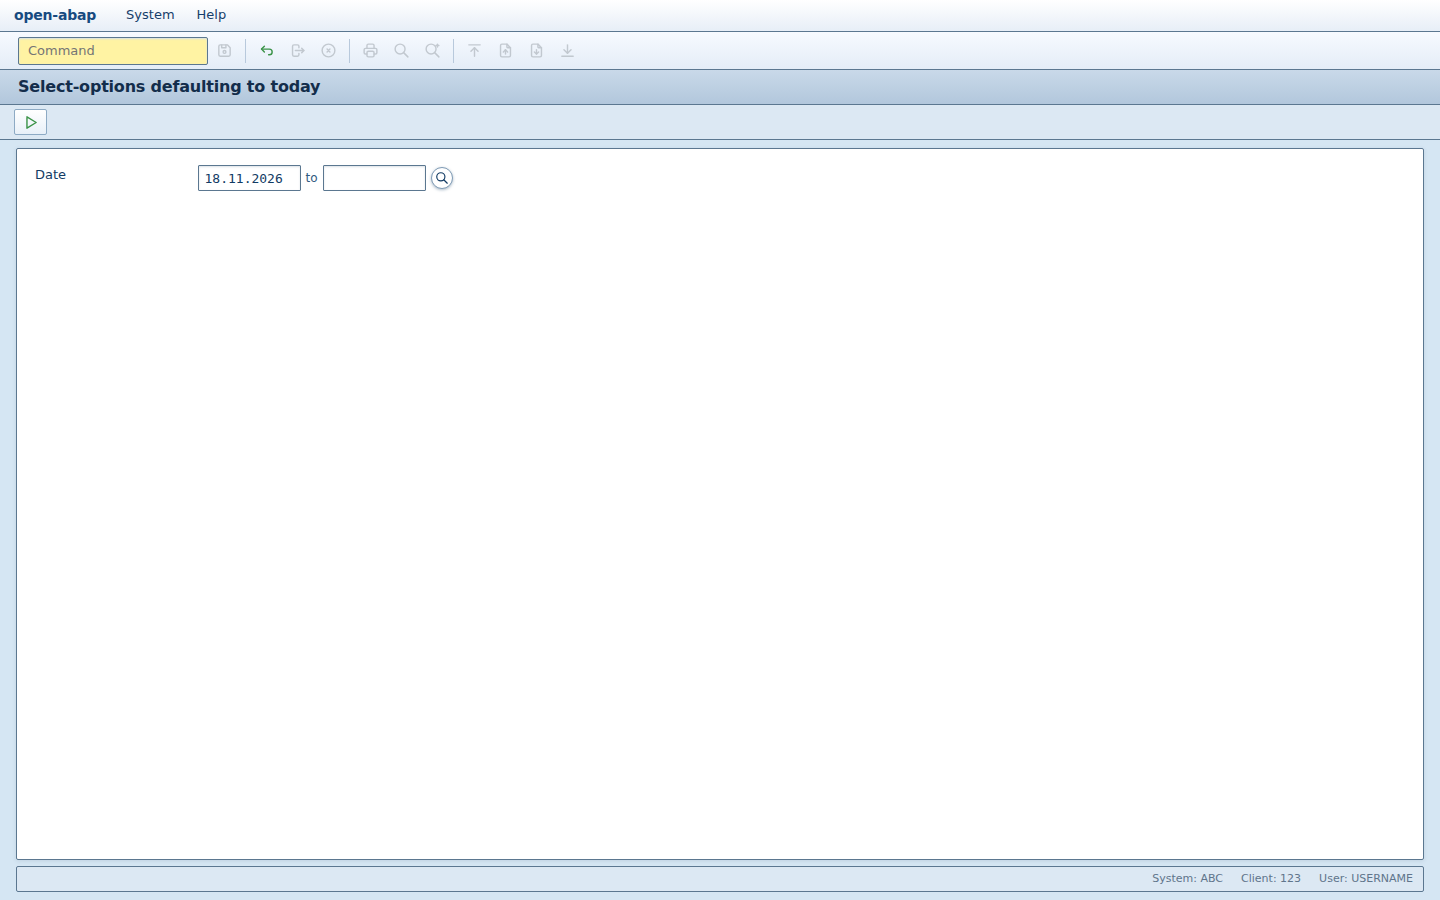 open-abap System Help
Command
Select-options defaulting to today
Date 18.11.2026 to
System: ABC Client: 123 User: USERNAME